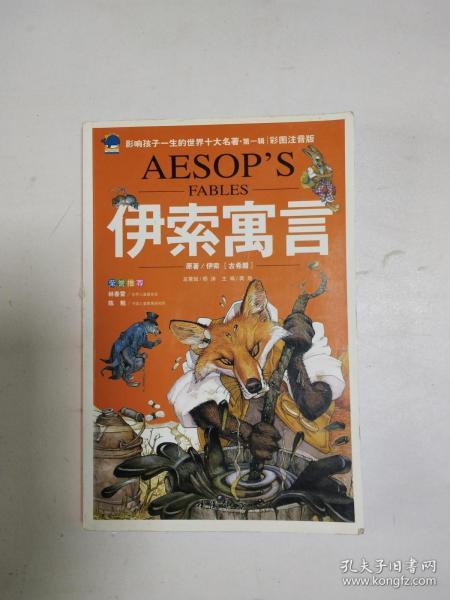 影响孩子一生的世界十大名著·第一辑|彩图注音版
AESOP'S
FABLES
伊索寓言
原著/伊索 [古希腊]
荣誉推荐
孔夫子旧书网
www.kongfz.com